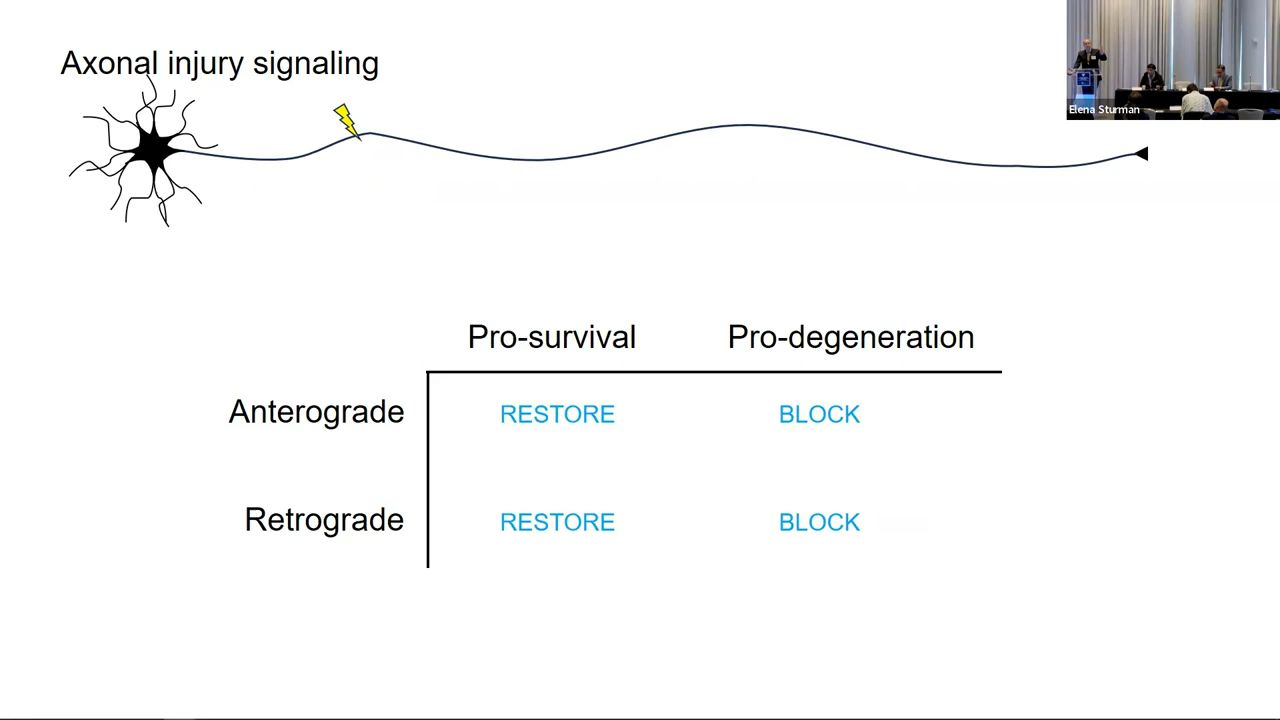 Axonal injury signaling
Elena Sturman
Pro-survival Pro-degeneration
Anterograde RESTORE BLOCK
Retrograde RESTORE BLOCK